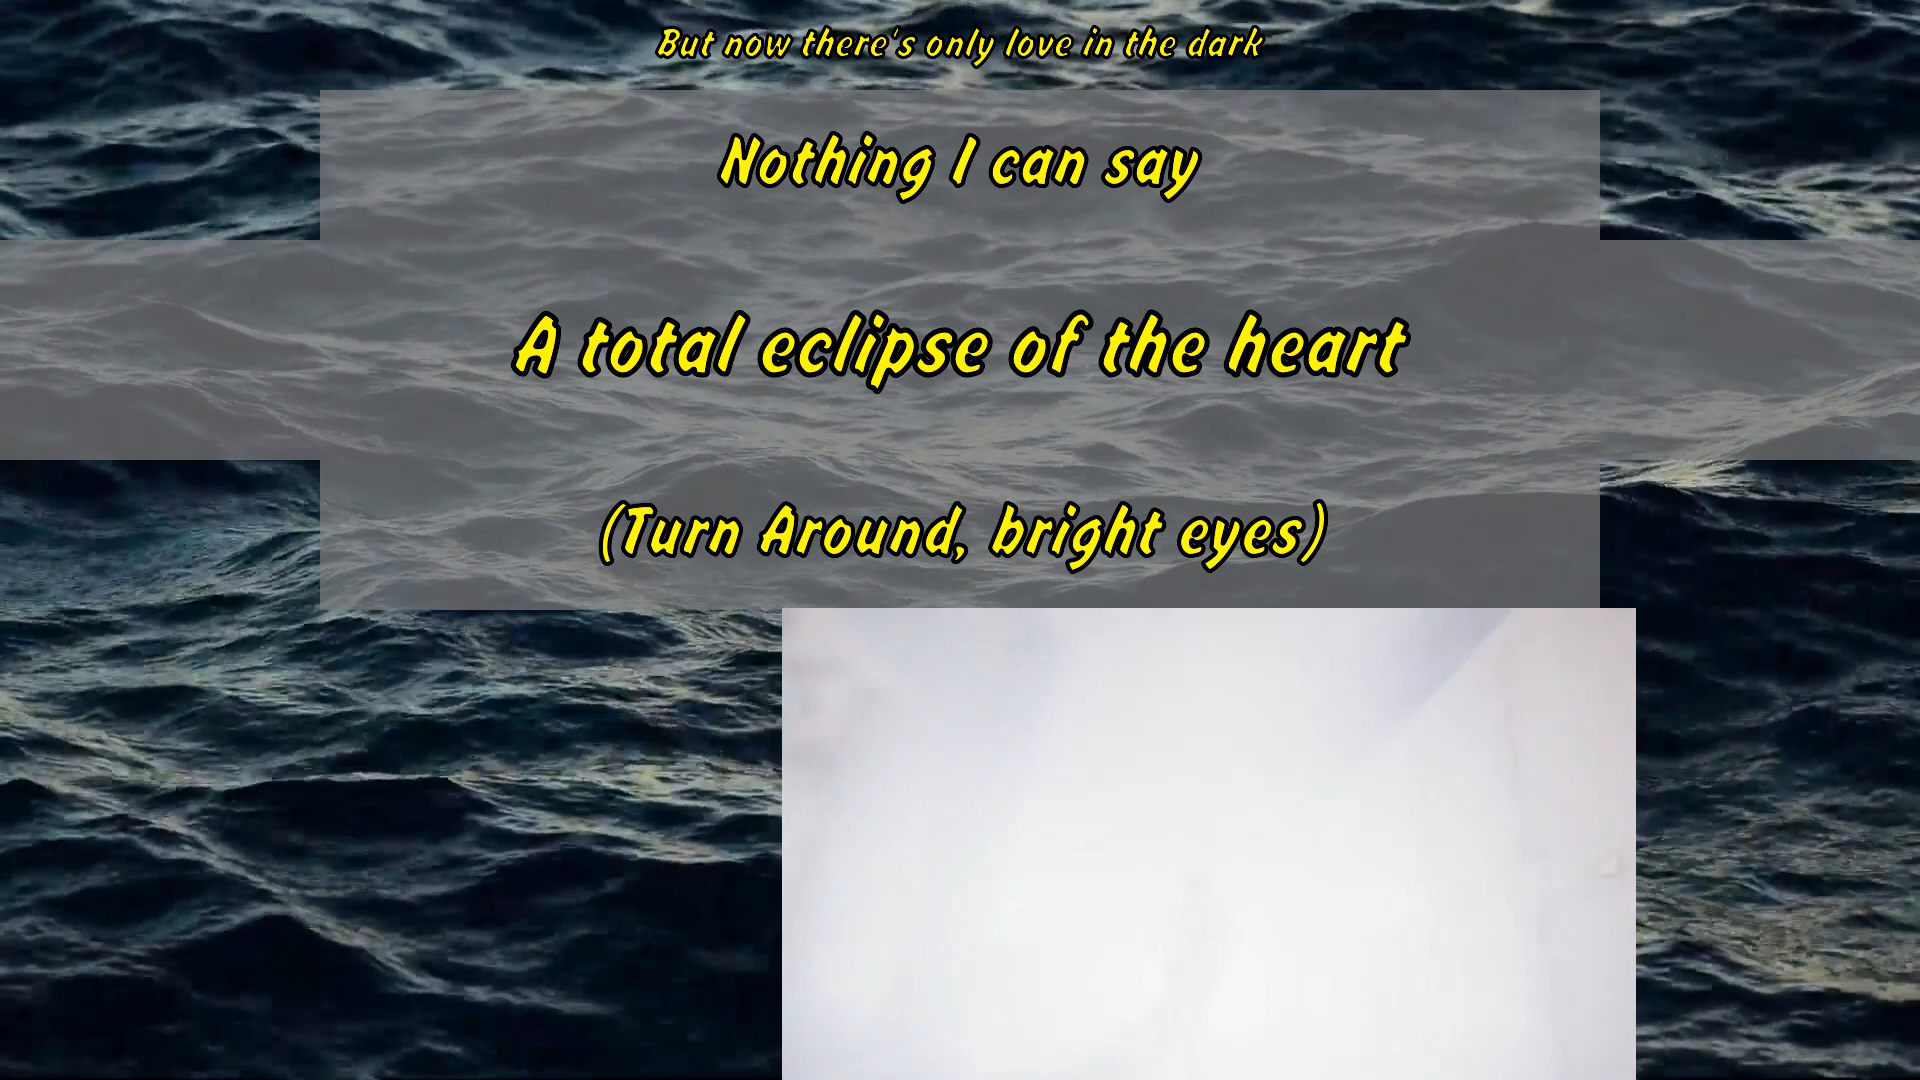 But now there's only love in the dark
Nothing I can say
A total eclipse of the heart
(Turn Around, bright eyes)